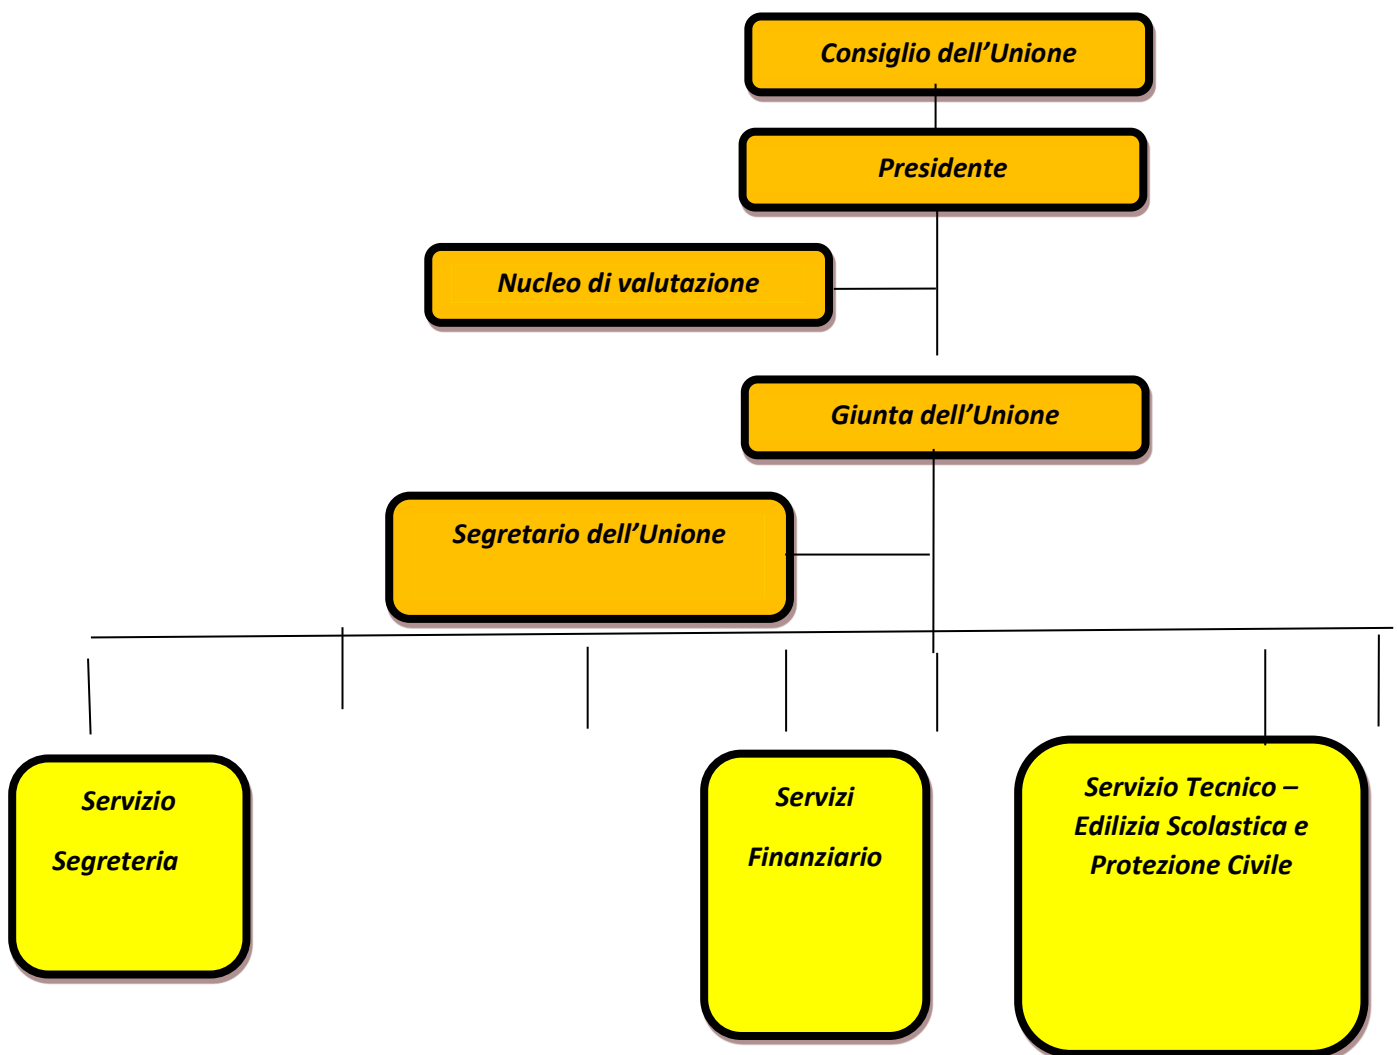 Consiglio dell’Unione
Presidente
Nucleo di valutazione
Giunta dell’Unione
Segretario dell’Unione
Servizio
Segreteria
Servizi
Finanziario
Servizio Tecnico –
Edilizia Scolastica e
Protezione Civile